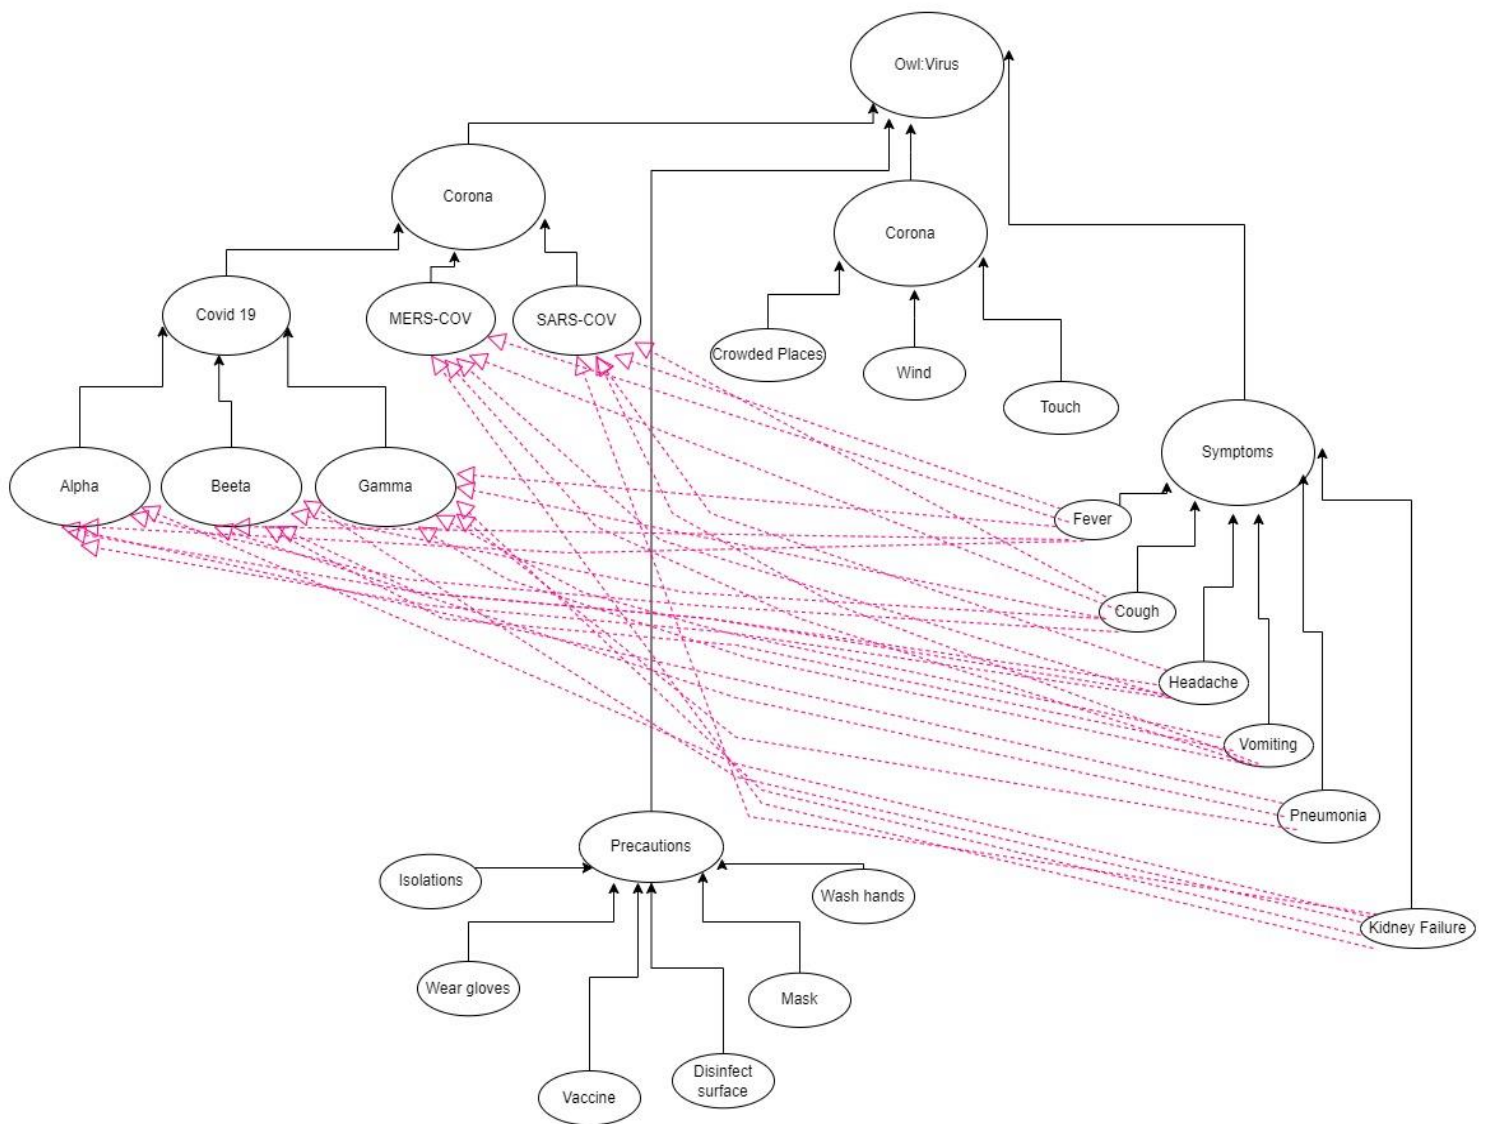 Owl:Virus
Corona
Corona
Covid 19
MERS-COV
SARS-COV
Crowded Places
Wind
Touch
Symptoms
Alpha
Beeta
Gamma
Fever
Cough
Headache
Vomiting
Pneumonia
Precautions
Isolations
Wash hands
Kidney Failure
Wear gloves
Mask
Vaccine
Disinfect
surface